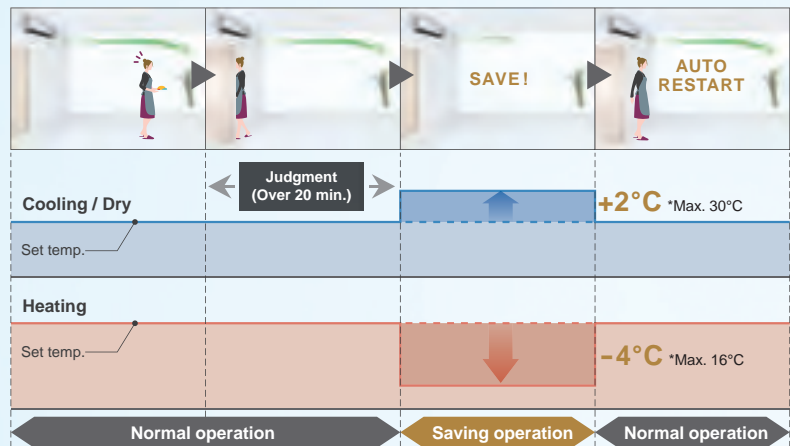 SAVE!
AUTO
RESTART
Judgment
(Over 20 min.)
Cooling / Dry
+2°C *Max. 30°C
Set temp.
Heating
Set temp.
−4°C *Max. 16°C
Normal operation
Saving operation
Normal operation